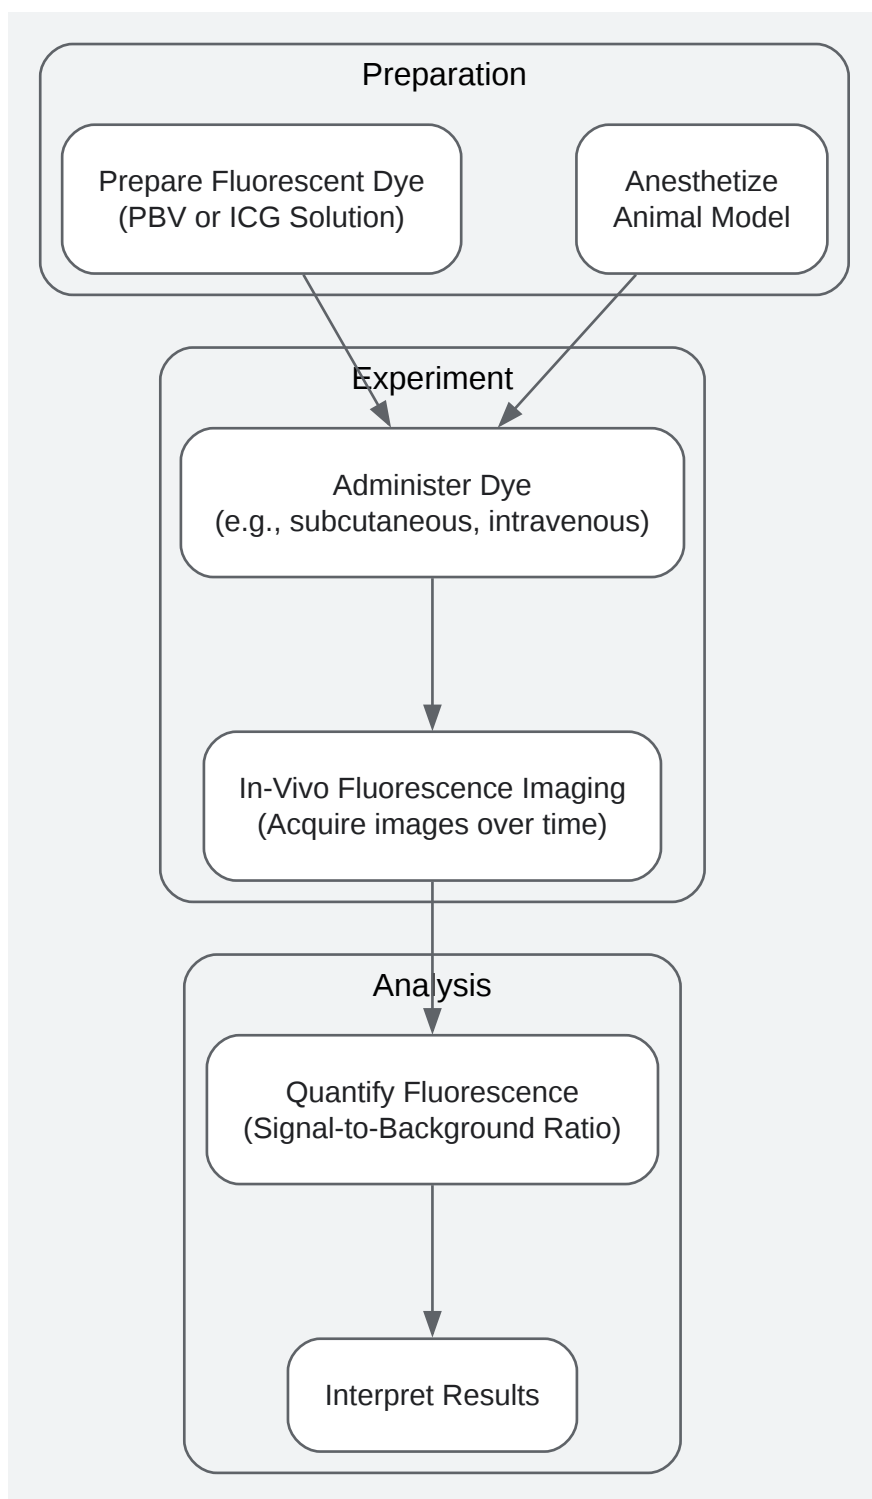 Preparation
Prepare Fluorescent Dye
(PBV or ICG Solution)
Anesthetize
Animal Model
Experiment
Administer Dye
(e.g., subcutaneous, intravenous)
In-Vivo Fluorescence Imaging
(Acquire images over time)
Analysis
Quantify Fluorescence
(Signal-to-Background Ratio)
Interpret Results